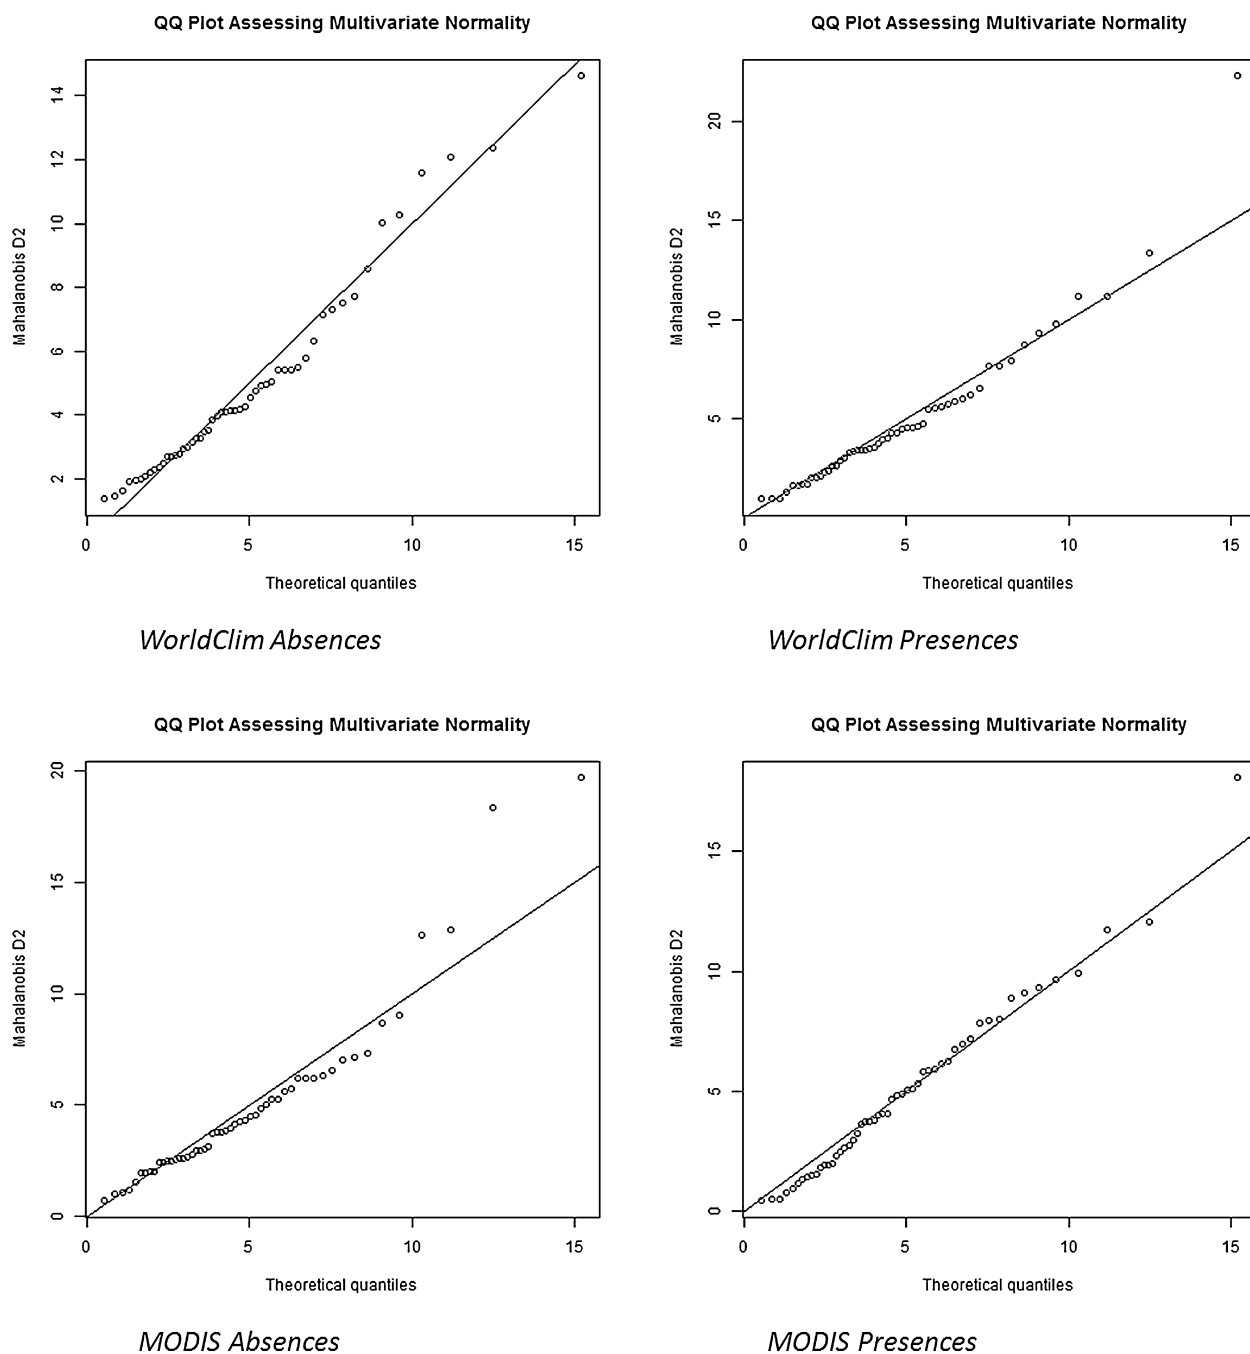 QQ Plot Assessing Multivariate Normality
Mahalanobis D2
14
12
10
8
6
4
2
0 5 10 15
Theoretical quantiles
WorldClim Absences
QQ Plot Assessing Multivariate Normality
Mahalanobis D2
20
15
10
5
0 5 10 15
Theoretical quantiles
WorldClim Presences
QQ Plot Assessing Multivariate Normality
Mahalanobis D2
20
15
10
5
0
0 5 10 15
Theoretical quantiles
MODIS Absences
QQ Plot Assessing Multivariate Normality
Mahalanobis D2
15
10
5
0
0 5 10 15
Theoretical quantiles
MODIS Presences